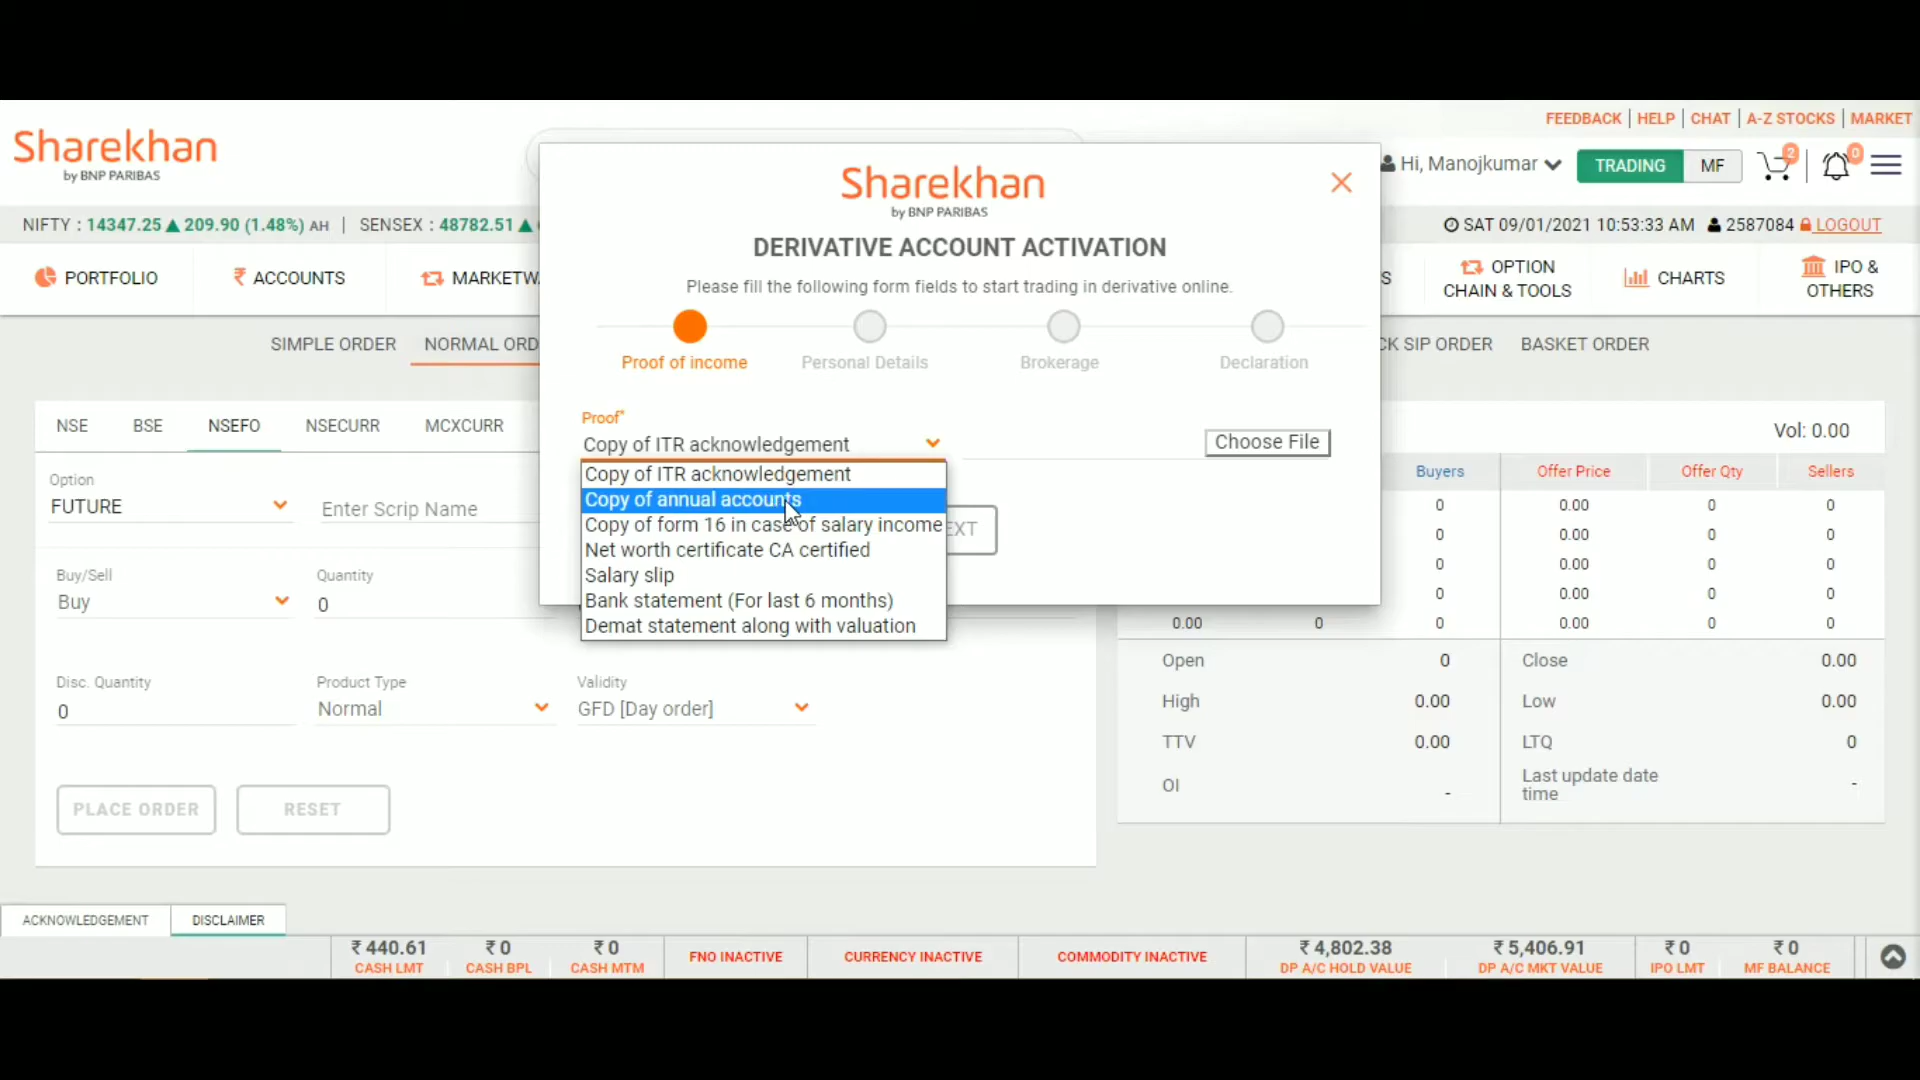 FEEDBACK | HELP | CHAT | A-Z STOCKS | MARKET
Sharekhan
by BNP PARIBAS
Hi, Manojkumar
TRADING MF
2
0
NIFTY : 14347.25 ▲ 209.90 (1.48%) AH | SENSEX : 48782.51 ▲
SAT 09/01/2021 10:53:33 AM 2587084 LOGOUT
PORTFOLIO
₹ ACCOUNTS
OPTION
CHAIN & TOOLS
CHARTS
IPO &
OTHERS
SIMPLE ORDER
SIP ORDER
BASKET ORDER
Sharekhan
by BNP PARIBAS
DERIVATIVE ACCOUNT ACTIVATION
Please fill the following form fields to start trading in derivative online.
Proof of income
Personal Details
Brokerage
Declaration
Proof*
Copy of ITR acknowledgement
Choose File
Copy of ITR acknowledgement
Copy of annual accounts
Copy of form 16 in case of salary income
Net worth certificate CA certified
Salary slip
Bank statement (For last 6 months)
Demat statement along with valuation
NSE BSE NSEFO NSECURR MCXCURR
Option
FUTURE
Enter Scrip Name
Buy/Sell
Buy
Quantity
0
Disc. Quantity
0
Product Type
Normal
Validity
GFD [Day order]
PLACE ORDER
RESET
Vol: 0.00
Buyers Offer Price Offer Qty Sellers
0 0.00 0 0
0 0.00 0 0
0 0.00 0 0
0 0.00 0 0
0.00 0 0 0.00 0 0
Open 0 Close 0.00
High 0.00 Low 0.00
TTV 0.00 LTQ 0
OI - Last update date
time -
ACKNOWLEDGEMENT
DISCLAIMER
₹ 440.61 ₹ 0 ₹ 0 FNO INACTIVE CURRENCY INACTIVE COMMODITY INACTIVE ₹ 4,802.38 ₹ 5,406.91 ₹ 0 ₹ 0
CASH LMT CASH BPL CASH MTM DP A/C HOLD VALUE DP A/C MKT VALUE IPO LMT MF BALANCE